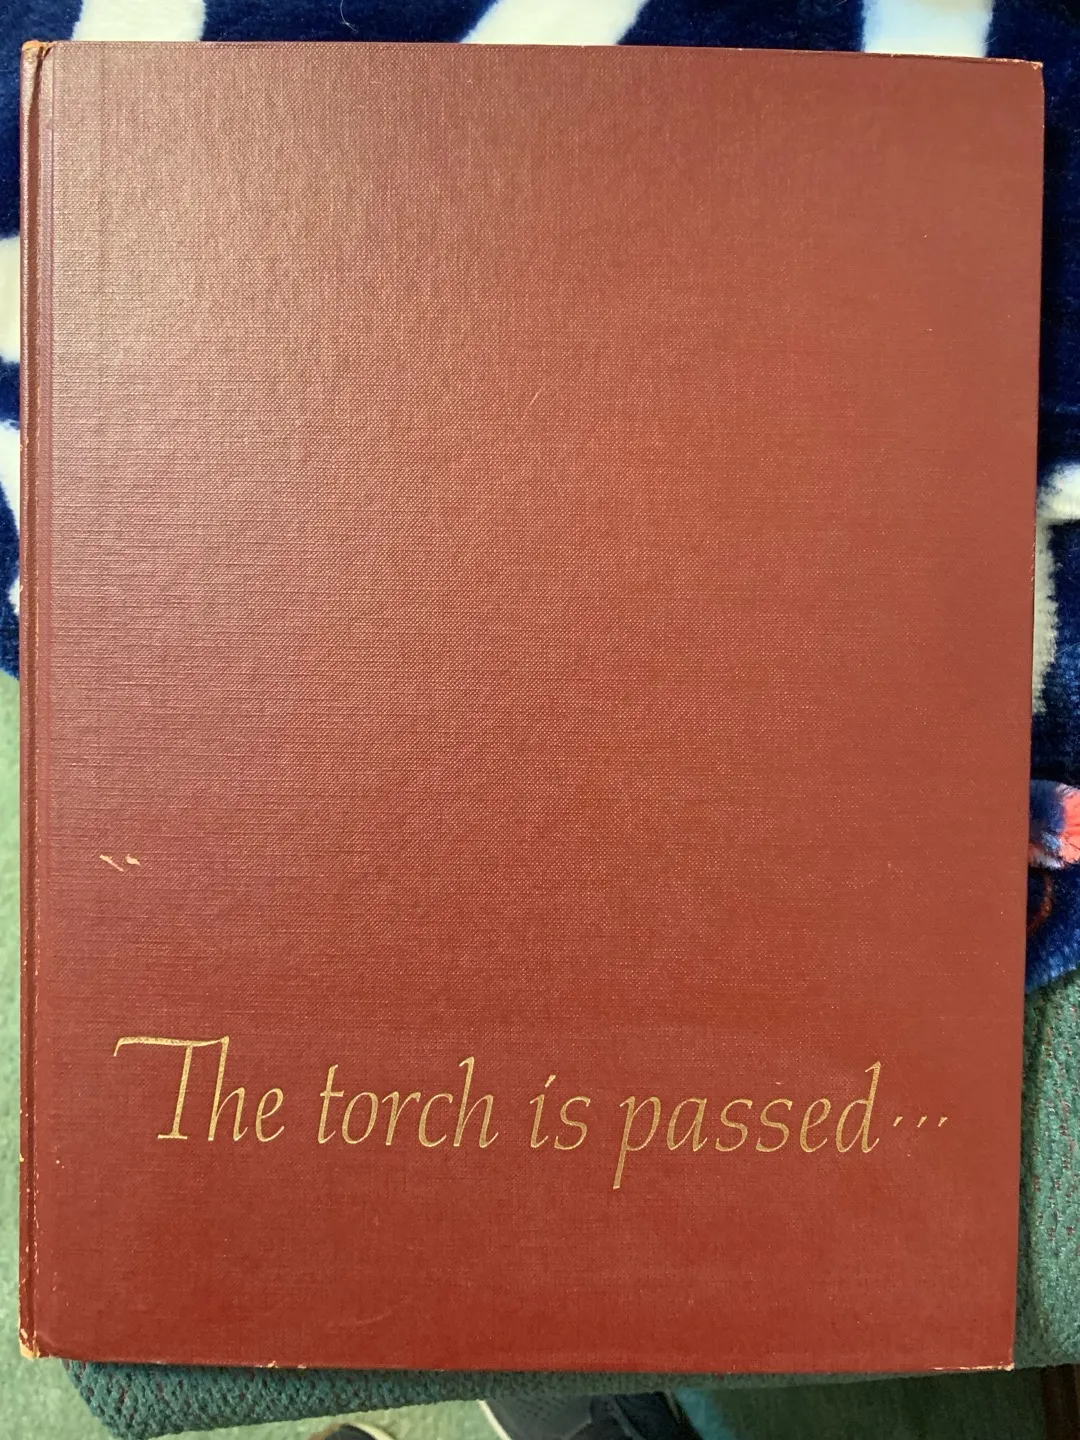 The torch is passed...